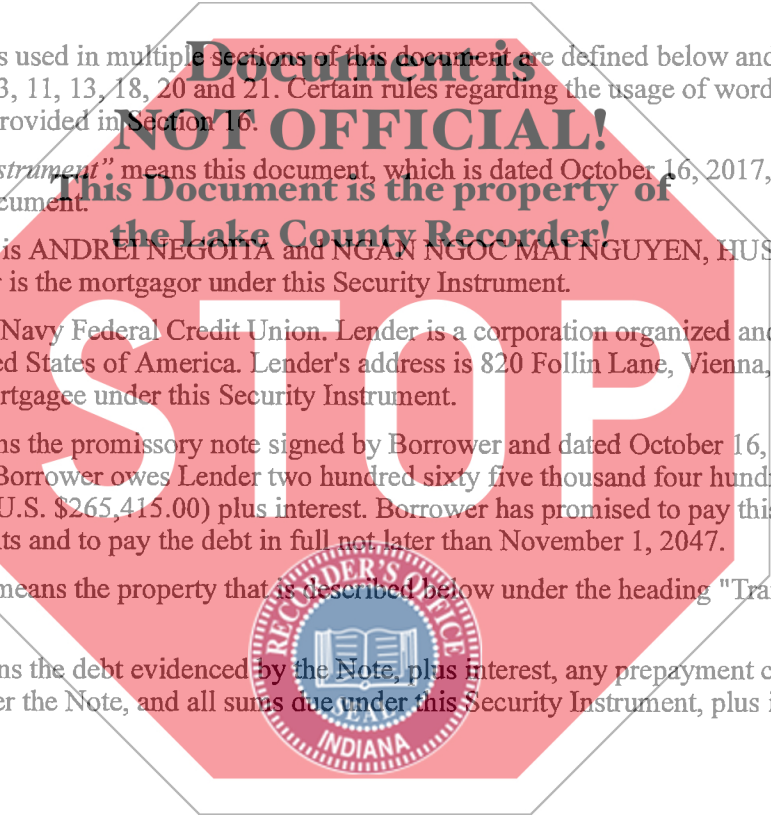 s used in multiple sections of this document are defined below and
3, 11, 13, 18, 20 and 21. Certain rules regarding the usage of word
rovided in Section 16.
strument” means this document, which is dated October 16, 2017,
cument.
is ANDREI NEGOITA and NGAN NGOC MAI NGUYEN, HUS
r is the mortgagor under this Security Instrument.
Navy Federal Credit Union. Lender is a corporation organized and
ed States of America. Lender's address is 820 Follin Lane, Vienna,
rtgagee under this Security Instrument.
ns the promissory note signed by Borrower and dated October 16,
Borrower owes Lender two hundred sixty five thousand four hund
U.S. $265,415.00) plus interest. Borrower has promised to pay this
ts and to pay the debt in full not later than November 1, 2047.
means the property that is described below under the heading "Tra
ns the debt evidenced by the Note, plus interest, any prepayment c
er the Note, and all sums due under this Security Instrument, plus i
Document is
NOT OFFICIAL!
This Document is the property of
the Lake County Recorder!
STOP
RECORDER'S OFFICE
SEAL
INDIANA